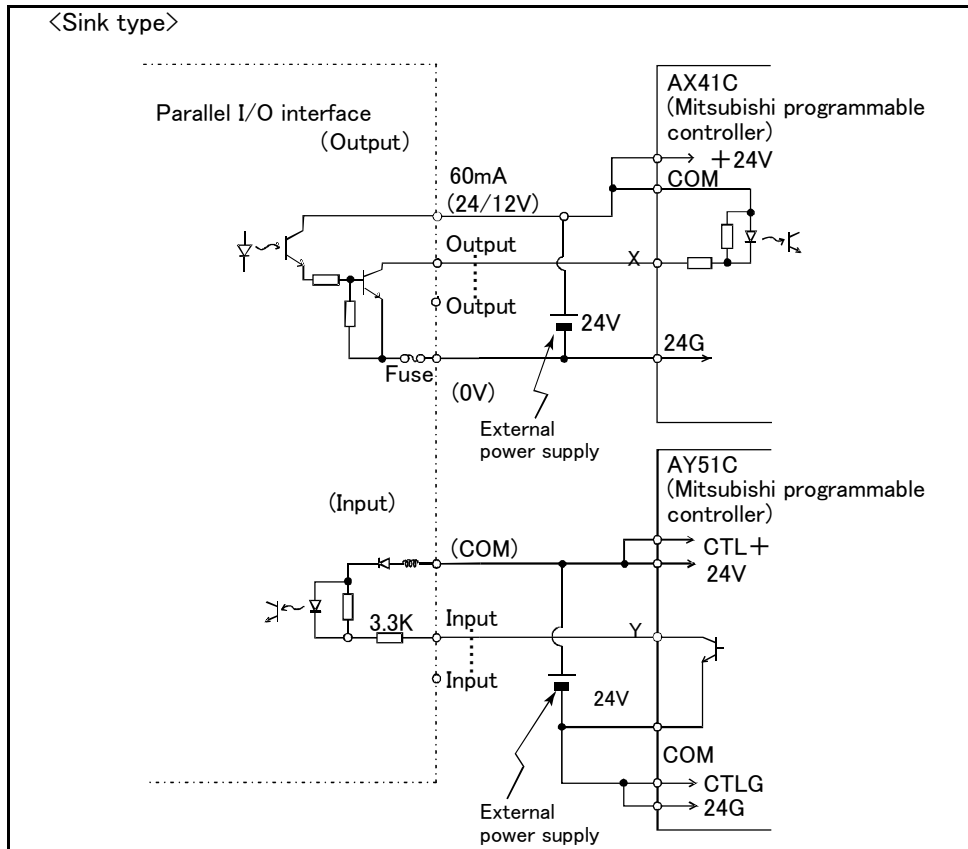 <Sink type>
Parallel I/O interface
(Output)
60mA
(24/12V)
Output
Output
Fuse
(0V)
24V
External
power supply
AX41C
(Mitsubishi programmable
controller)
+24V
COM
X
24G
(Input)
(COM)
3.3K
Input
Input
24V
External
power supply
AY51C
(Mitsubishi programmable
controller)
CTL+
24V
Y
COM
CTLG
24G